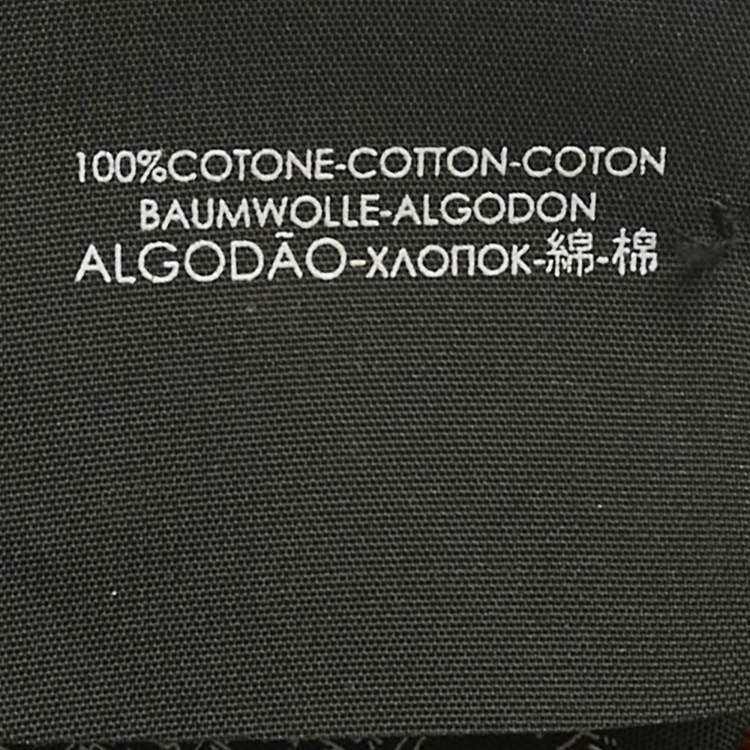 100%COTONE-COTTON-COTON
BAUMWOLLE-ALGODON
ALGODÃO-ХЛОПОК-綿-棉